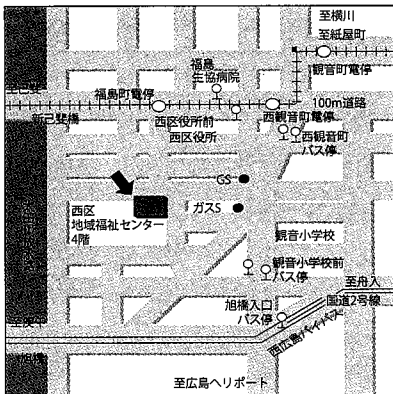 至横川
至紙屋町
観音町電停
福島
生協病院
至己斐
福島町電停
100m道路
新己斐橋
西区役所前
西区役所
西観音町電停
西観音町
バス停
GS
ガスS
西区
地域福祉センター
4階
観音小学校
観音小学校前
バス停
至舟入
国道2号線
旭橋入口
バス停
西広島バイパス
旭橋
至広島ヘリポート